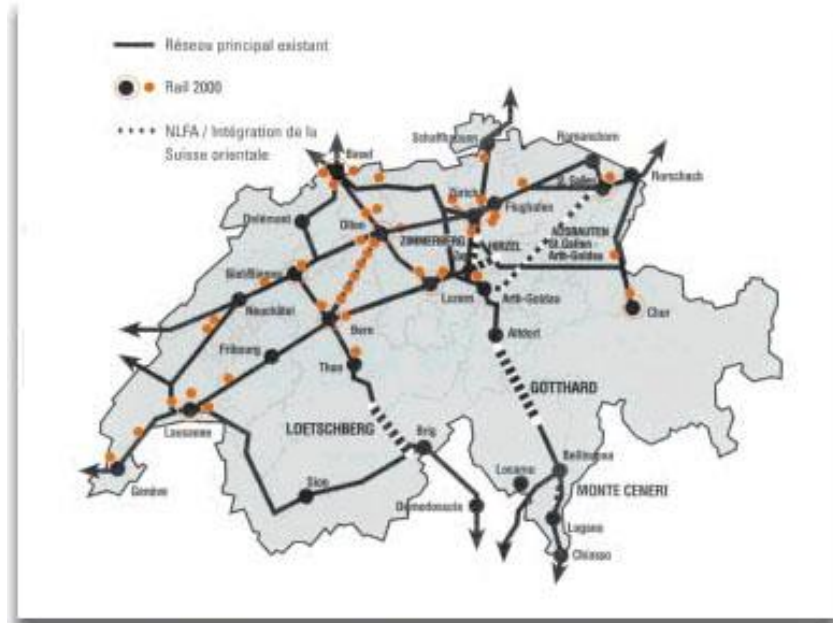 Réseau principal existant
Rail 2000
NLFA / Intégration de la
Suisse orientale
Schaffhausen
Romanshorn
Basel
Rorschach
St. Gallen
Zürich
Flughafen
Delémont
Olten
ZIMMERBERG
HIRZEL
AUSBAUTEN
St.Gallen -
Arth-Goldau
Biel/Bienne
Luzern
Arth-Goldau
Neuchâtel
Chur
Bern
Altdorf
Fribourg
Thun
GOTTHARD
LOETSCHBERG
Lausanne
Brig
Bellinzona
Locarno
Genève
Sion
MONTE CENERI
Domodossola
Lugano
Chiasso